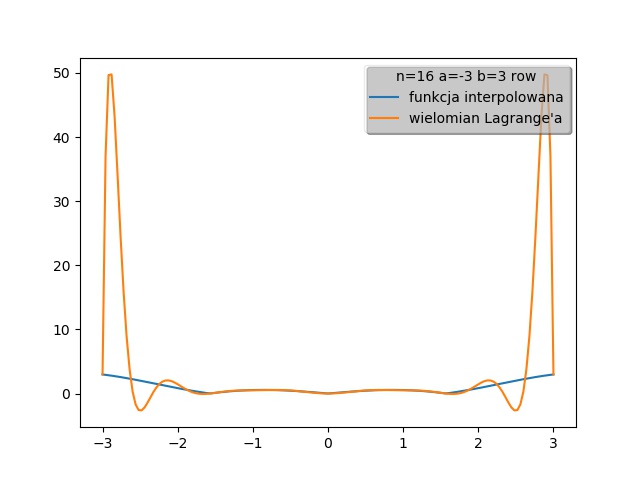 n=16 a=-3 b=3 row
funkcja interpolowana
wielomian Lagrange'a
50
40
30
20
10
0
−3 −2 −1 0 1 2 3